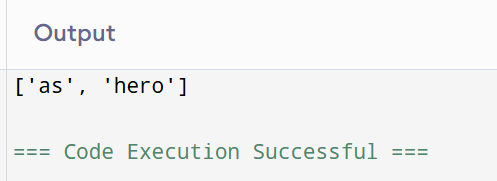 Output
['as', 'hero']
=== Code Execution Successful ===